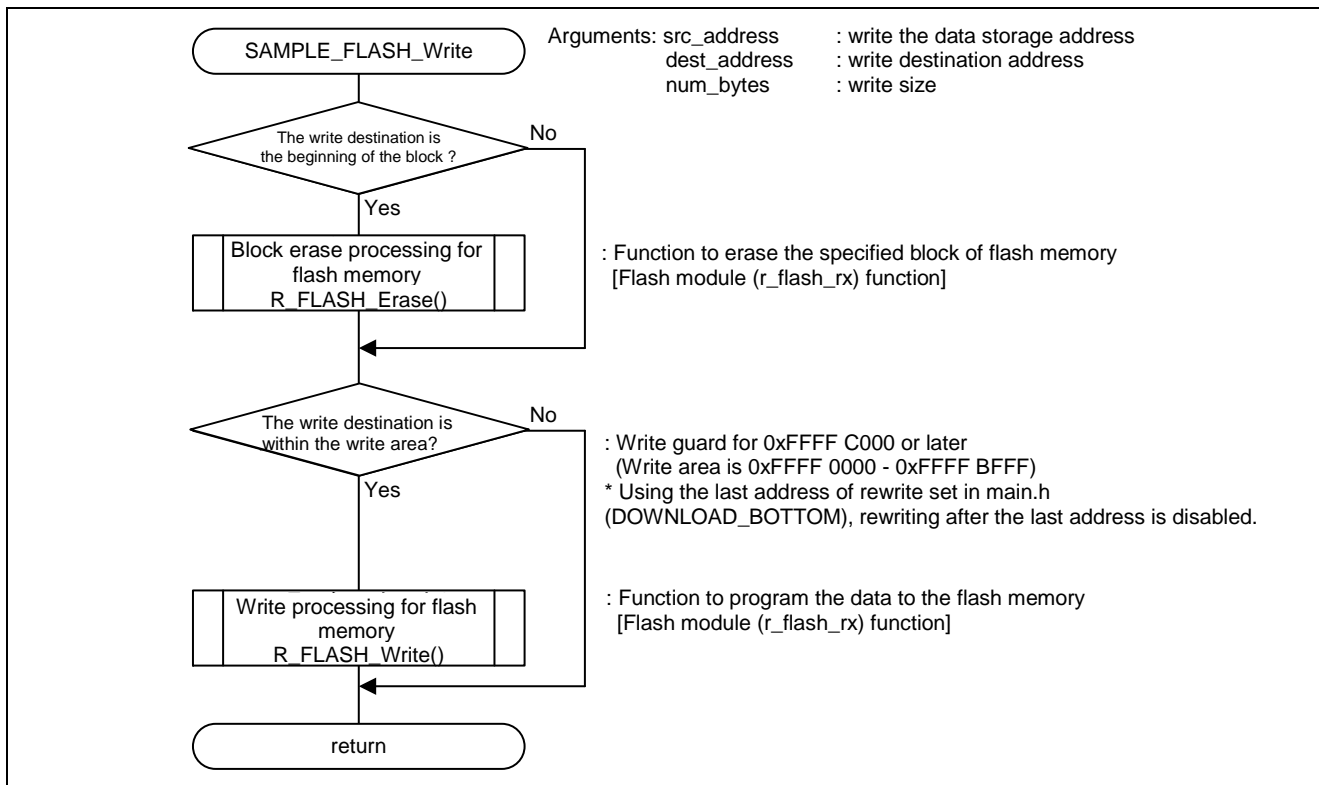 SAMPLE_FLASH_Write
Arguments: src_address : write the data storage address
dest_address : write destination address
num_bytes : write size
The write destination is
the beginning of the block ?
No
Yes
Block erase processing for
flash memory
R_FLASH_Erase()
: Function to erase the specified block of flash memory
[Flash module (r_flash_rx) function]
The write destination is
within the write area?
No
Yes
: Write guard for 0xFFFF C000 or later
(Write area is 0xFFFF 0000 - 0xFFFF BFFF)
* Using the last address of rewrite set in main.h
(DOWNLOAD_BOTTOM), rewriting after the last address is disabled.
Write processing for flash
memory
R_FLASH_Write()
: Function to program the data to the flash memory
[Flash module (r_flash_rx) function]
return